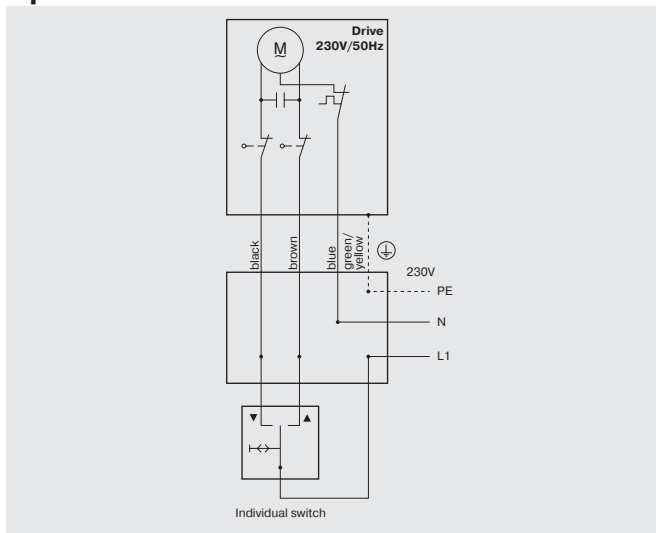 Drive
230V/50Hz
M
~
black
brown
blue
green/
yellow
230V
PE
N
L1
Individual switch